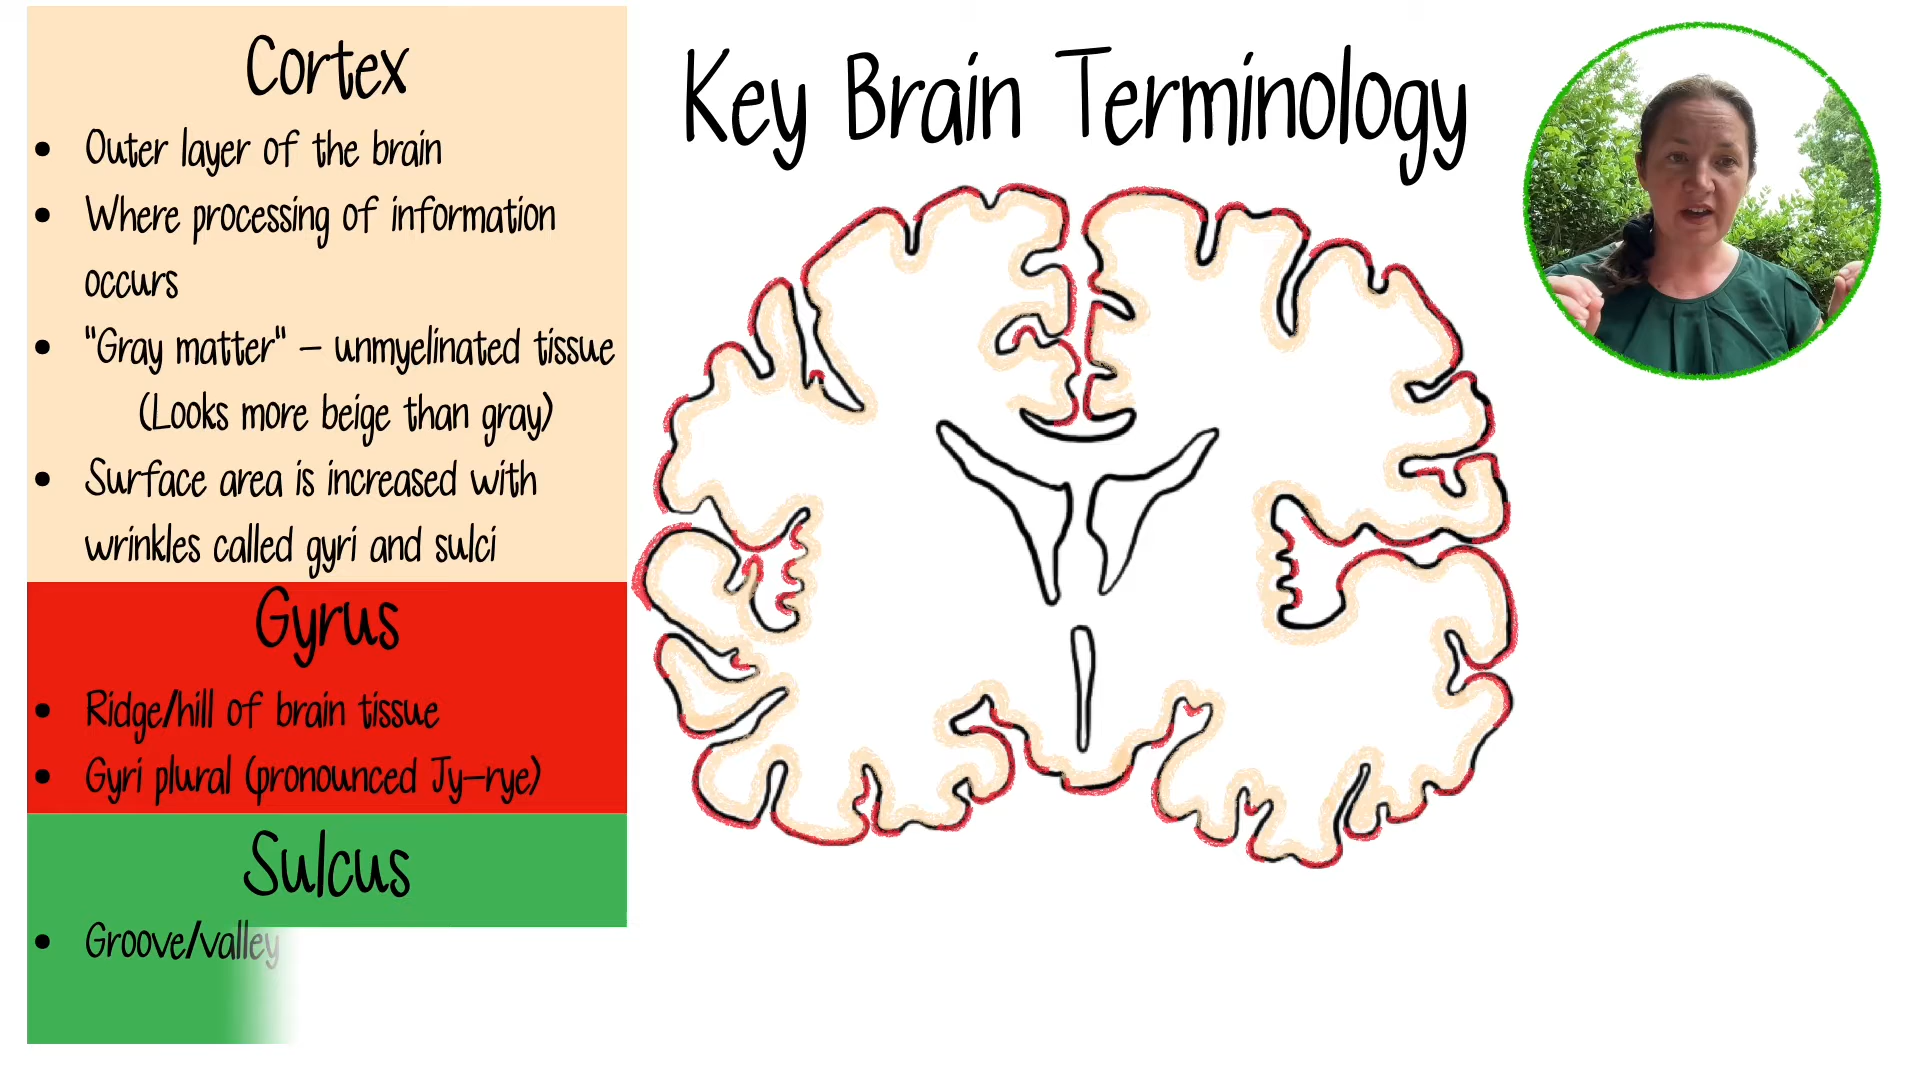 Key Brain Terminology
Cortex
• Outer layer of the brain
• Where processing of information
occurs
• "Gray matter" – unmyelinated tissue
(Looks more beige than gray)
• Surface area is increased with
wrinkles called gyri and sulci
Gyrus
• Ridge/hill of brain tissue
• Gyri plural (pronounced Jy-rye)
Sulcus
• Groove/valley